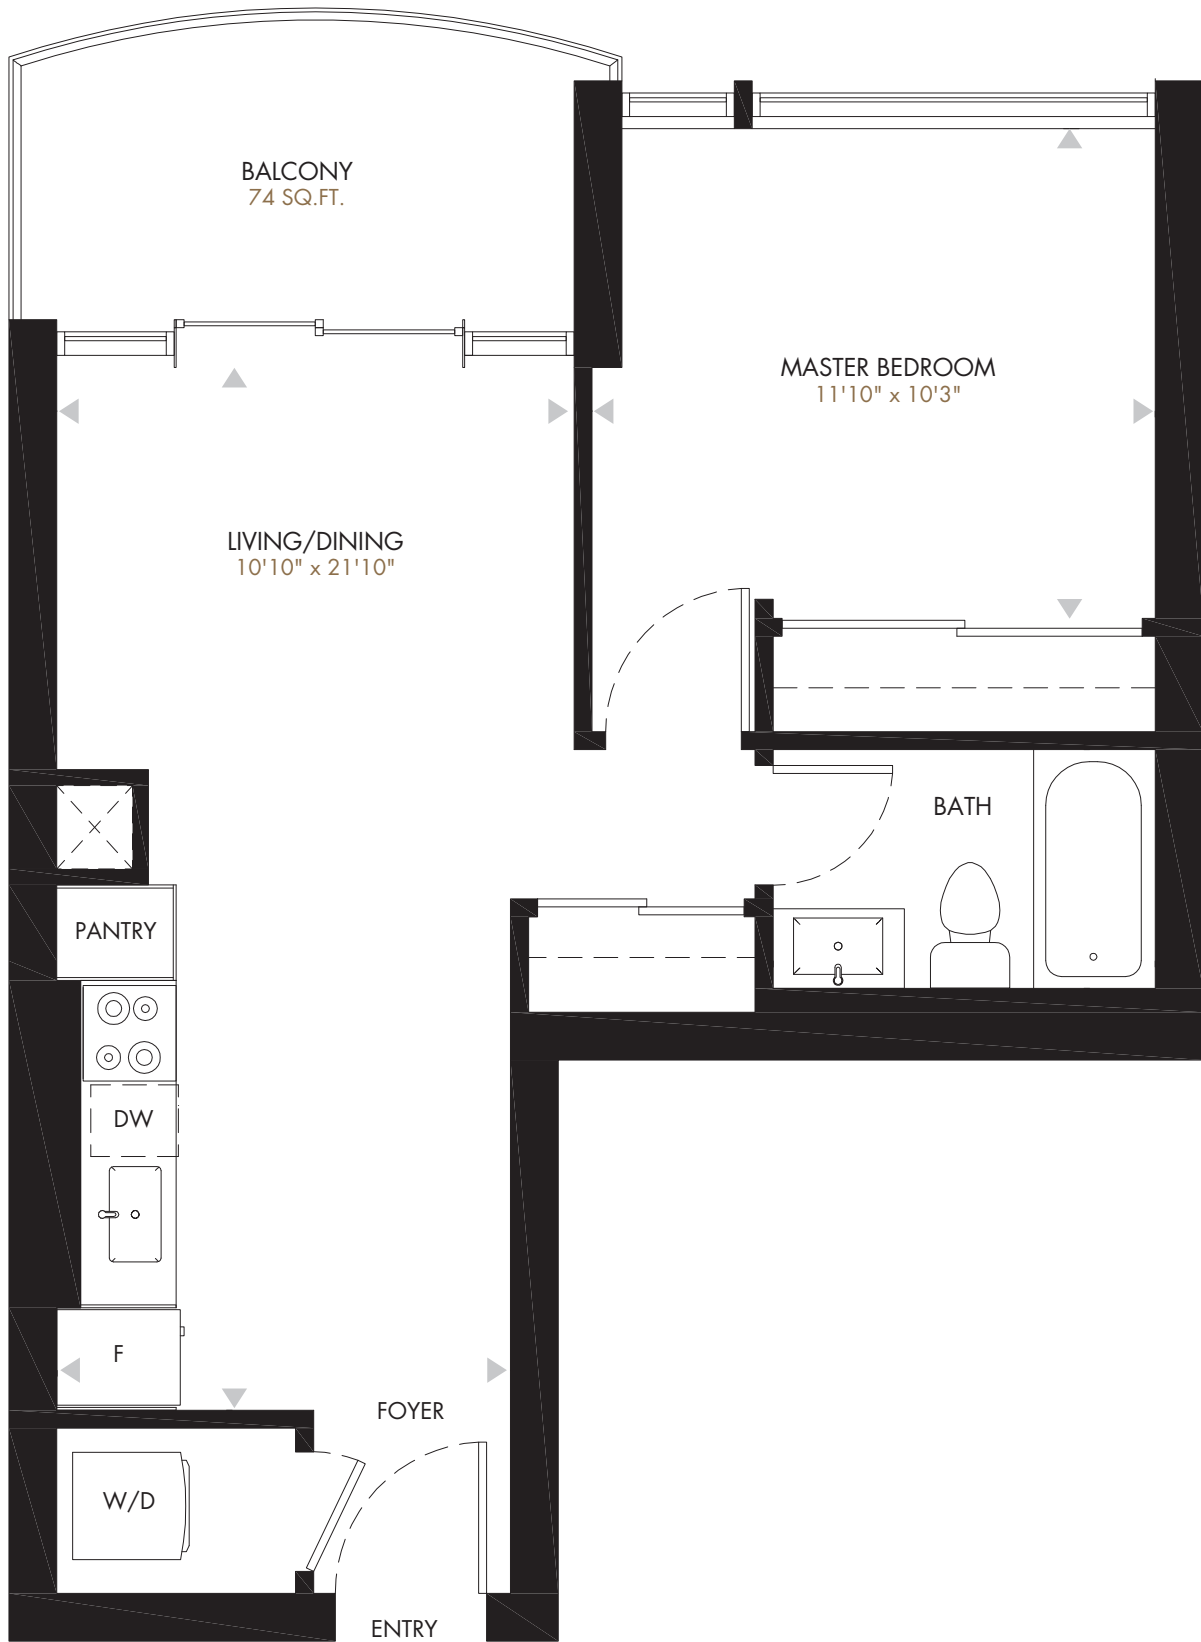 BALCONY
74 SQ.FT.
MASTER BEDROOM
11'10" x 10'3"
LIVING/DINING
10'10" x 21'10"
BATH
PANTRY
DW
F
FOYER
W/D
ENTRY